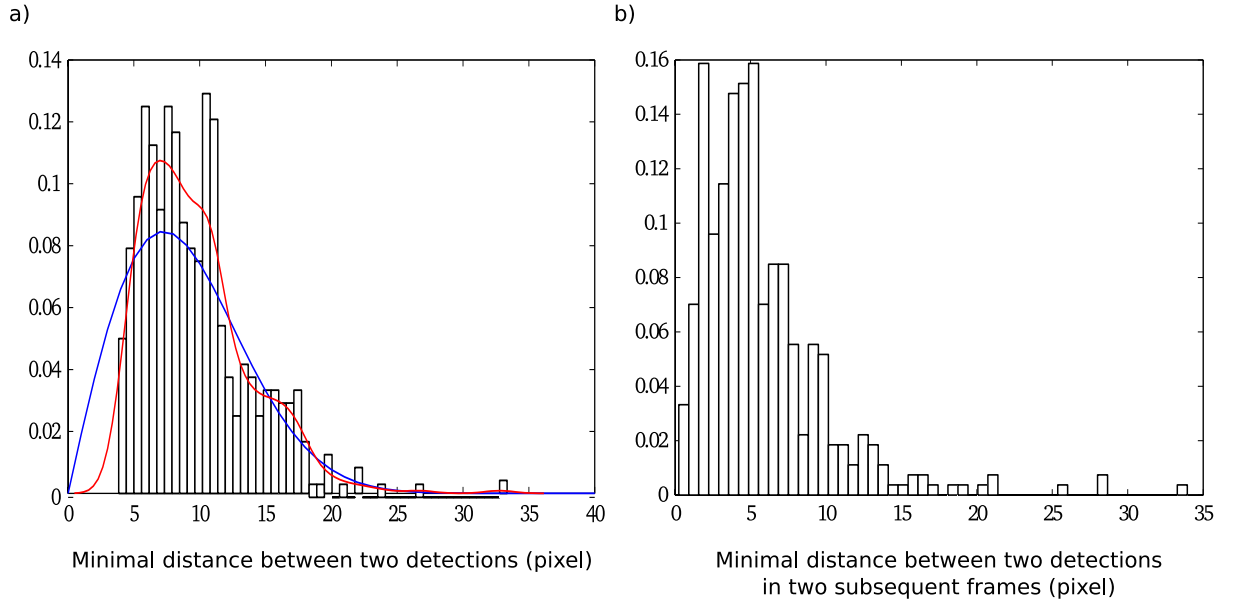 a)
0.14
0.12
0.1
0.08
0.06
0.04
0.02
0
0 5 10 15 20 25 30 35 40
Minimal distance between two detections (pixel)
b)
0.16
0.14
0.12
0.1
0.08
0.06
0.04
0.02
0
0 5 10 15 20 25 30 35
Minimal distance between two detections
in two subsequent frames (pixel)